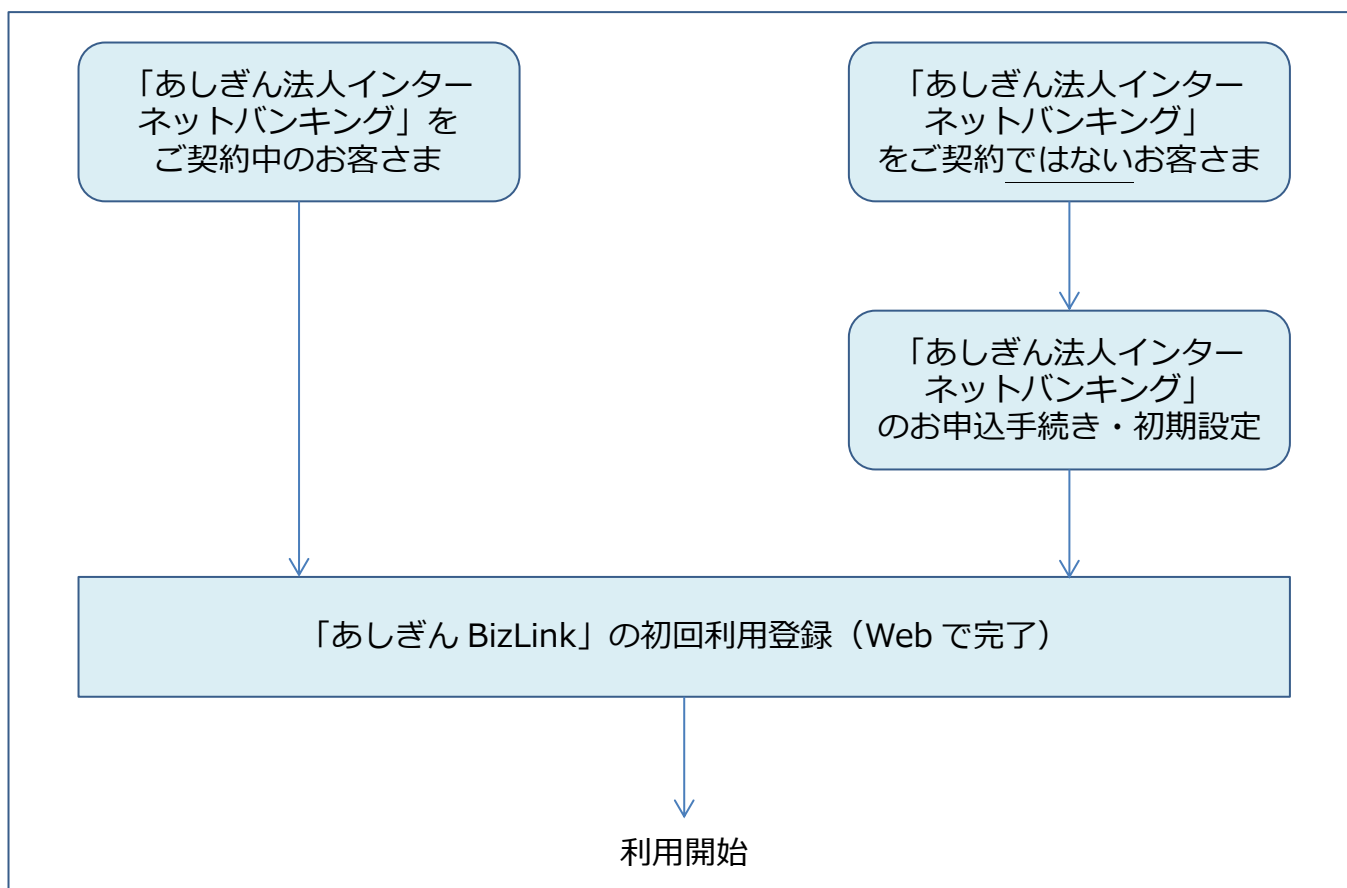 「あしぎん法人インター
ネットバンキング」を
ご契約中のお客さま
「あしぎん法人インター
ネットバンキング」
をご契約ではないお客さま
「あしぎん法人インター
ネットバンキング」
のお申込手続き・初期設定
「あしぎん BizLink」の初回利用登録（Web で完了）
利用開始